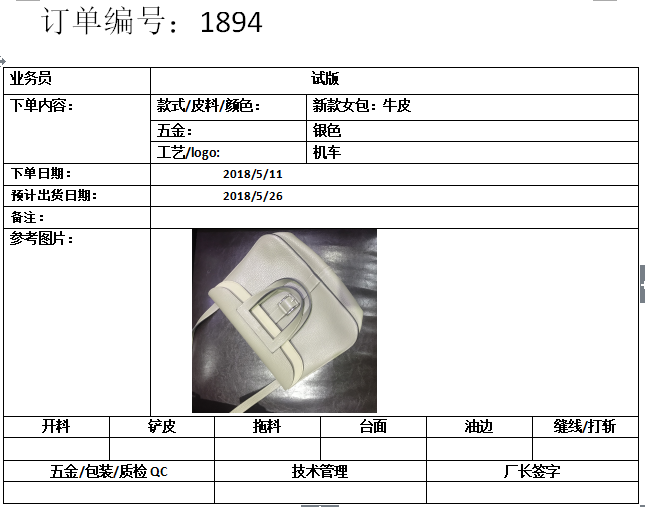 订单编号：1894
业务员 试版
下单内容： 款式/皮料/颜色： 新款女包：牛皮
五金： 银色
工艺/logo: 机车
下单日期： 2018/5/11
预计出货日期： 2018/5/26
备注：
参考图片：
开料 铲皮 拖料 台面 油边 缝线/打斩
五金/包装/质检 QC 技术管理 厂长签字